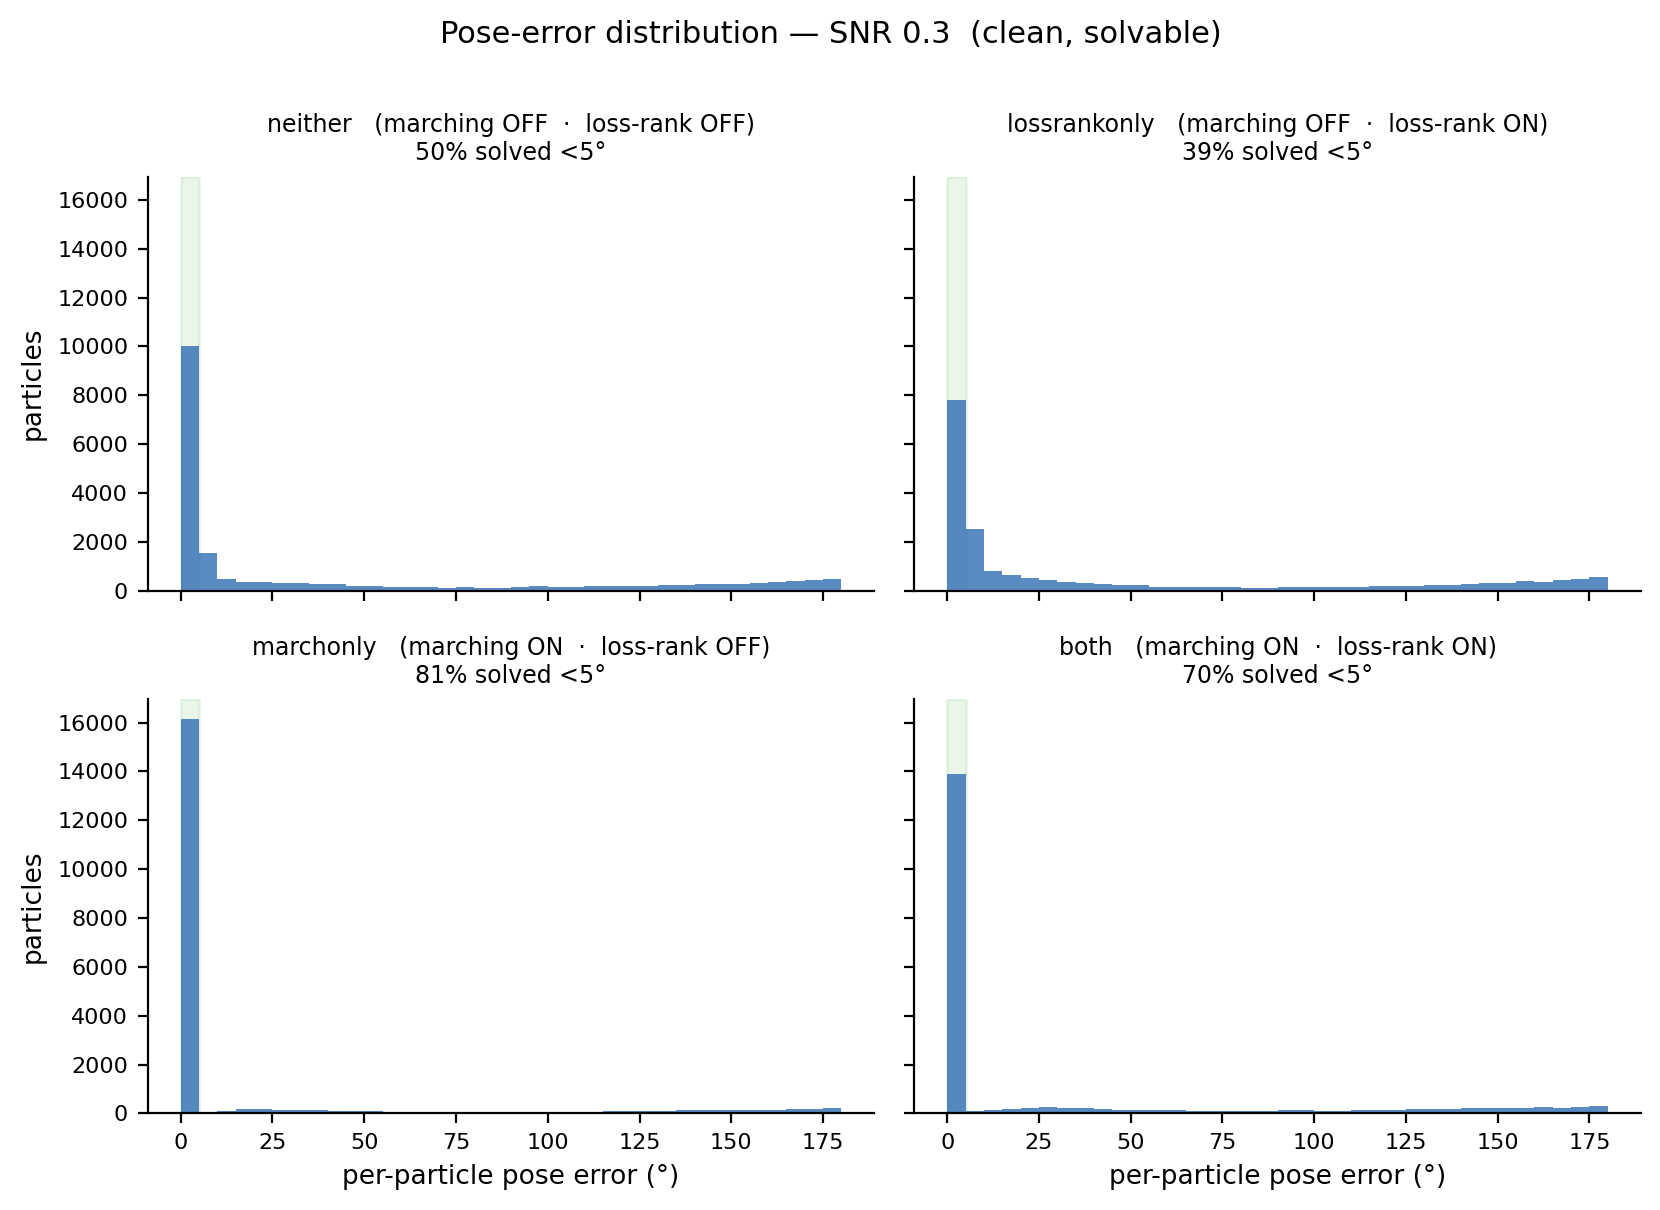 Pose-error distribution — SNR 0.3  (clean, solvable)
neither   (marching OFF  ·  loss-rank OFF)
50% solved <5°
lossrankonly   (marching OFF  ·  loss-rank ON)
39% solved <5°
16000
14000
12000
10000
8000
6000
4000
2000
0
particles
marchonly   (marching ON  ·  loss-rank OFF)
81% solved <5°
both   (marching ON  ·  loss-rank ON)
70% solved <5°
16000
14000
12000
10000
8000
6000
4000
2000
0
particles
0 25 50 75 100 125 150 175
per-particle pose error (°)
0 25 50 75 100 125 150 175
per-particle pose error (°)